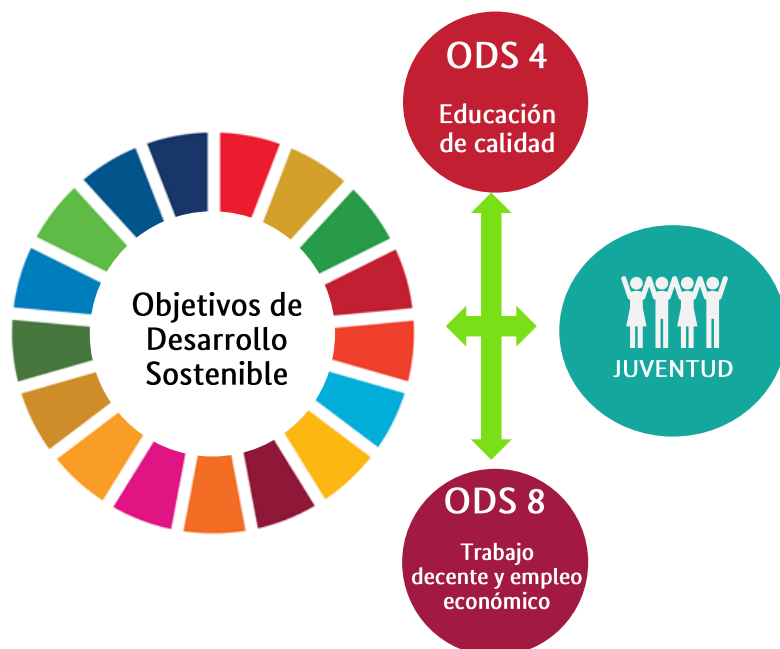 ODS 4
Educación
de calidad
Objetivos de
Desarrollo
Sostenible
JUVENTUD
ODS 8
Trabajo
decente y empleo
económico